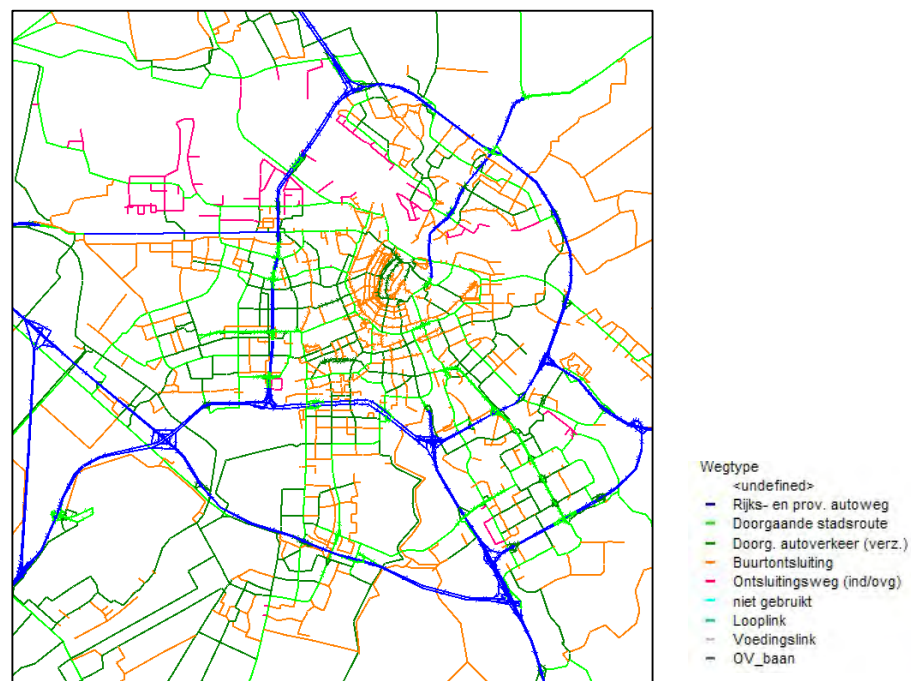 Wegtype
<undefined>
Rijks- en prov. autoweg
Doorgaande stadsroute
Doorg. autoverkeer (verz.)
Buurtontsluiting
Ontsluitingsweg (ind/ovg)
niet gebruikt
Looplink
Voedingslink
OV_baan